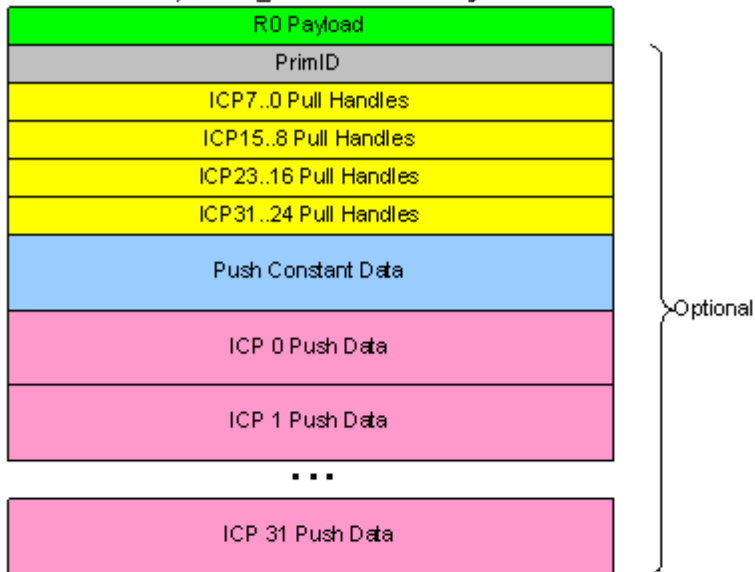 R0 Payload
PrimID
ICP7..0 Pull Handles
ICP15..8 Pull Handles
ICP23..16 Pull Handles
ICP31..24 Pull Handles
Push Constant Data
Optional
ICP 0 Push Data
ICP 1 Push Data
...
ICP 31 Push Data